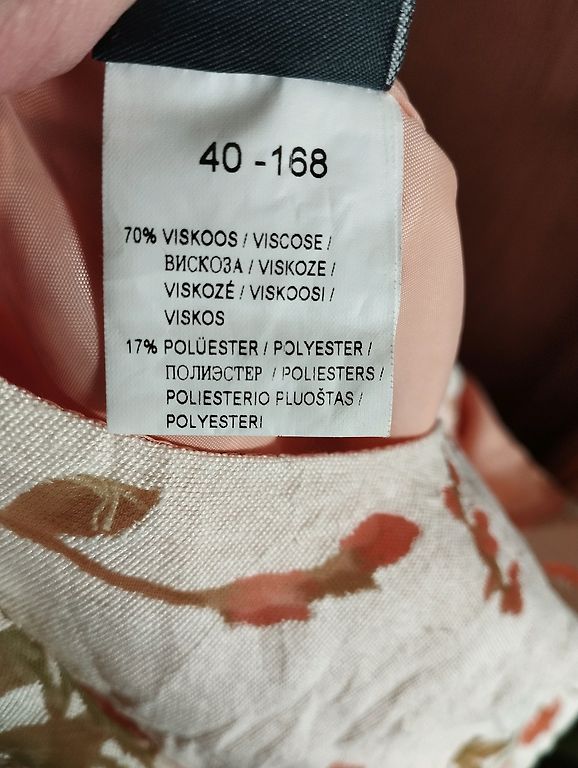 40 -168
70% VISKOOS / VISCOSE /
ВИСКОЗА / VISKOZE /
VISKOZĖ / VISKOOSI /
VISKOS
17% POLÜESTER / POLYESTER /
ПОЛИЭСТЕР / POLIESTERS /
POLIESTERIO PLUOŠTAS /
POLYESTERI